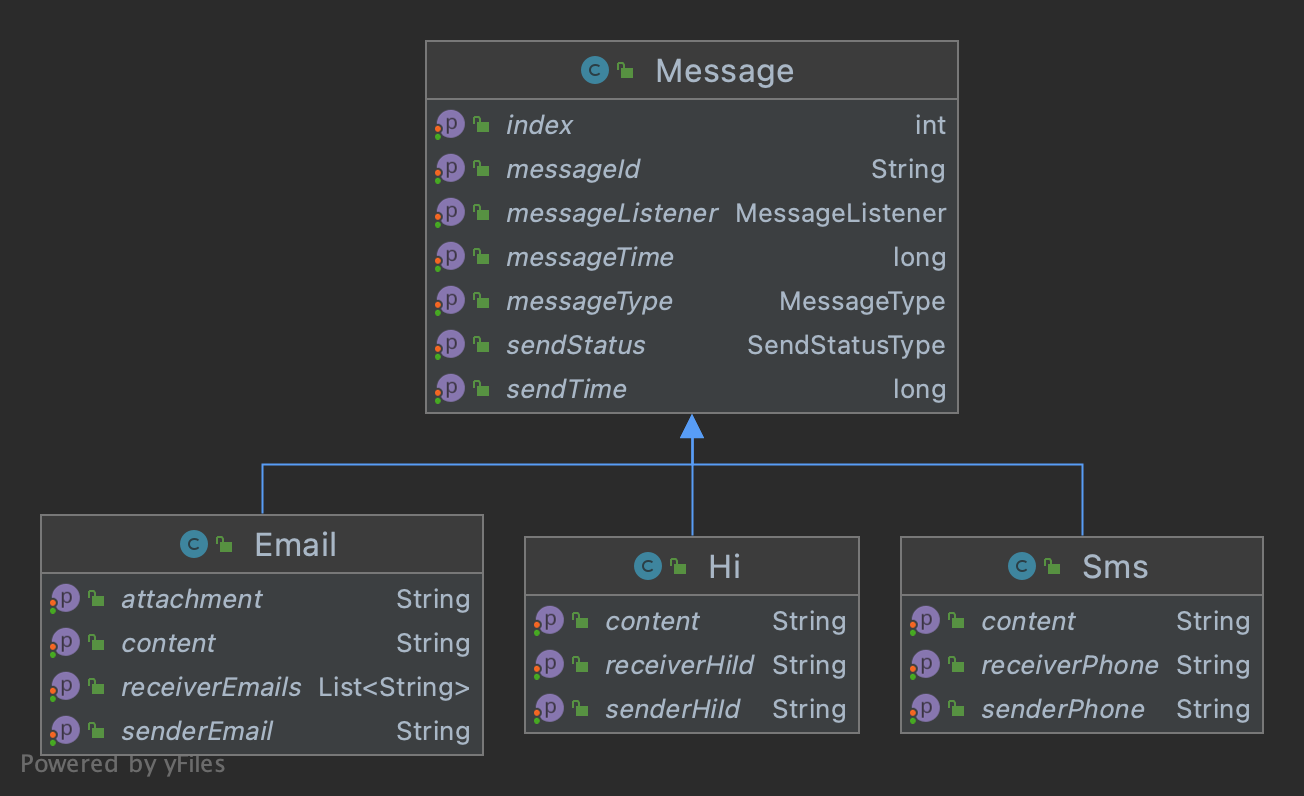 Message
index int
messageId String
messageListener MessageListener
messageTime long
messageType MessageType
sendStatus SendStatusType
sendTime long
Email
attachment String
content String
receiverEmails List<String>
senderEmail String
Hi
content String
receiverHiId String
senderHiId String
Sms
content String
receiverPhone String
senderPhone String
Powered by yFiles